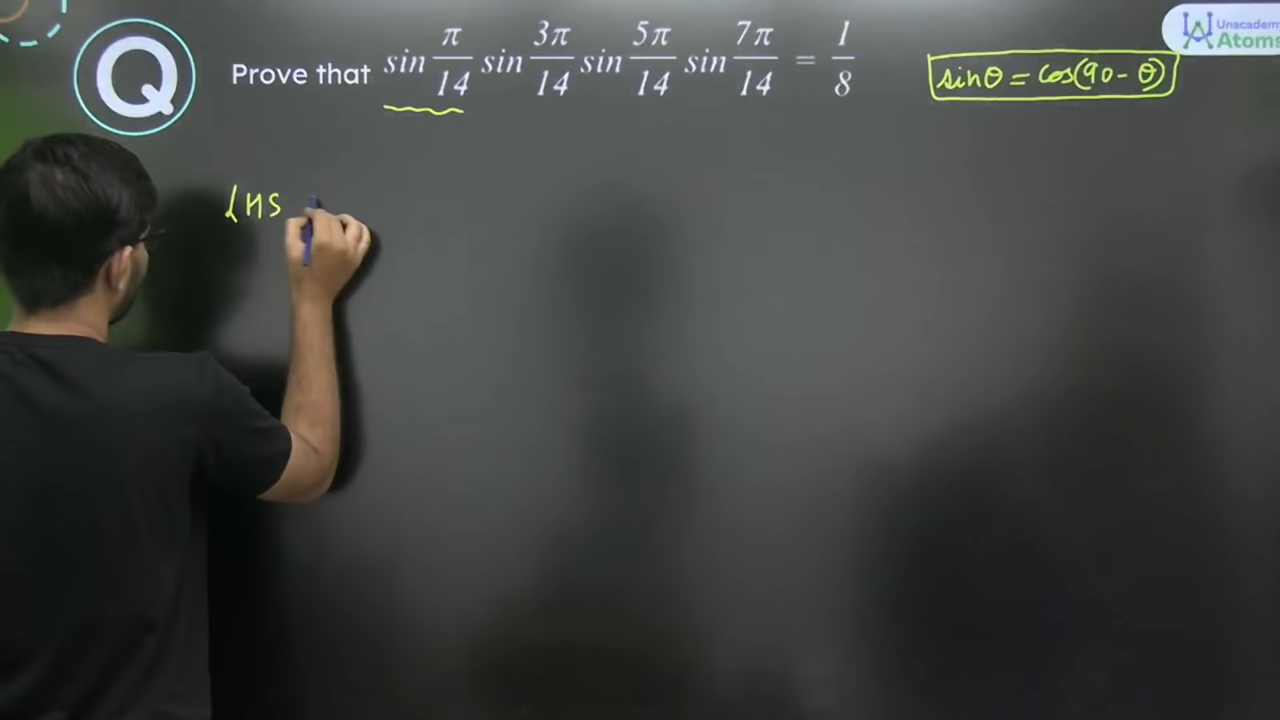 Q
Prove that sin π/14 sin 3π/14 sin 5π/14 sin 7π/14 = 1/8
sinθ = cos(90 - θ)
Unacademy
Atoms
LHS